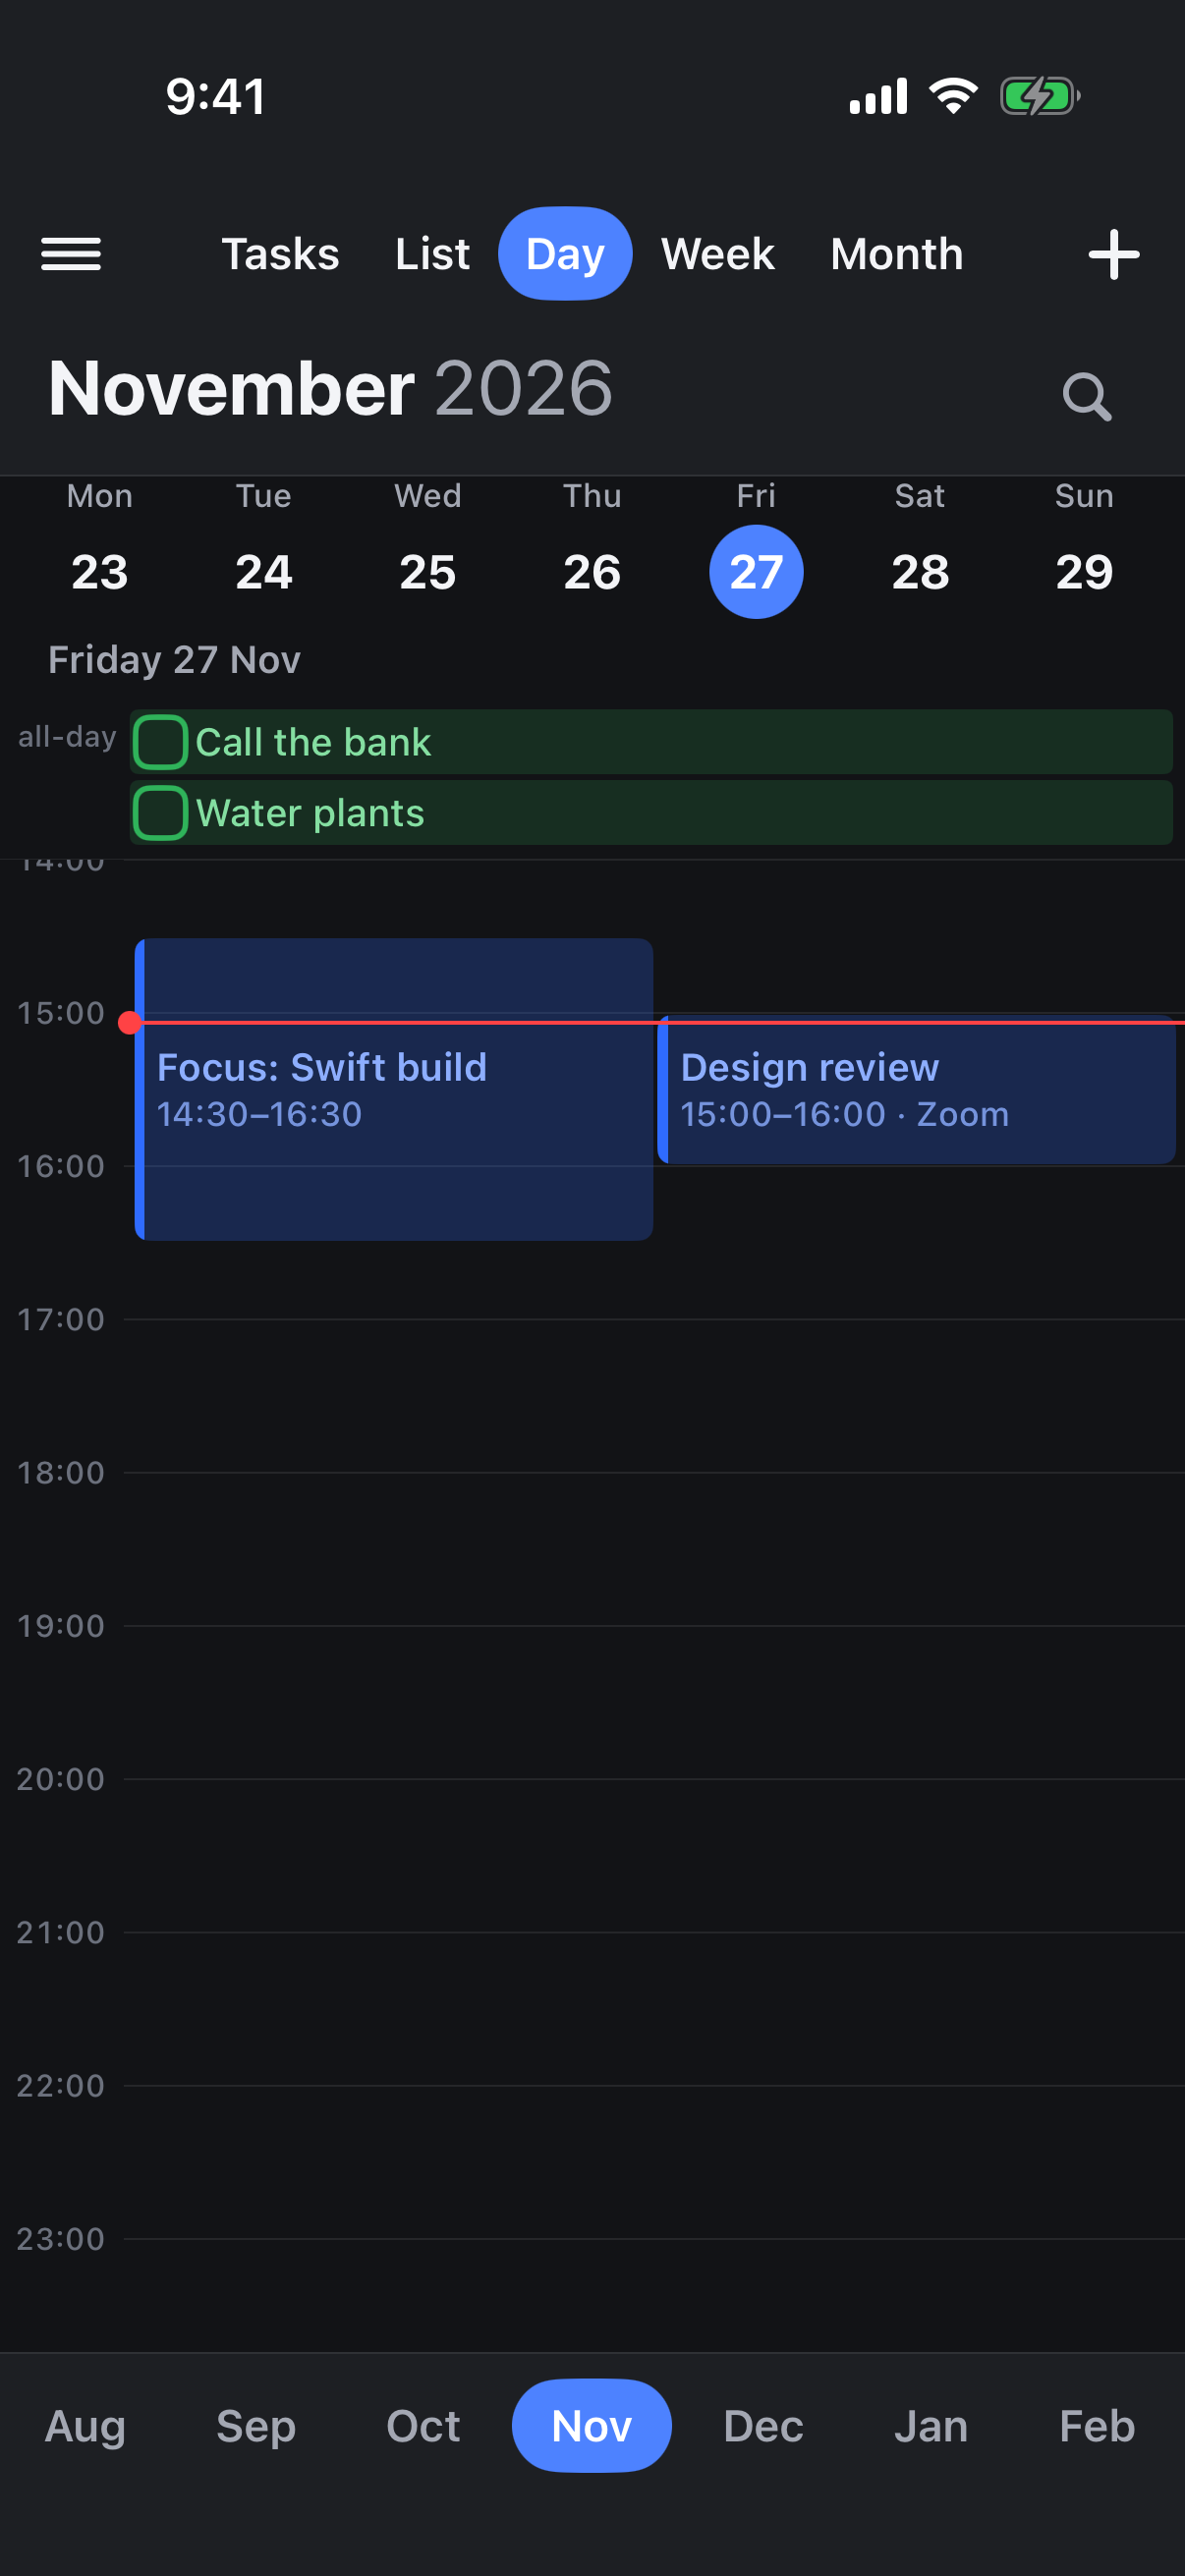 9:41
Tasks List Day Week Month
November 2026
Mon Tue Wed Thu Fri Sat Sun
23 24 25 26 27 28 29
Friday 27 Nov
all-day
Call the bank
Water plants
14:00
15:00
Focus: Swift build
14:30–16:30
Design review
15:00–16:00 · Zoom
16:00
17:00
18:00
19:00
20:00
21:00
22:00
23:00
Aug Sep Oct Nov Dec Jan Feb